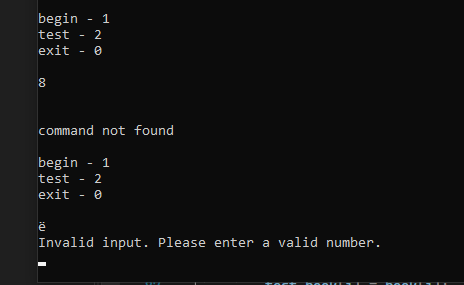 begin - 1
test - 2
exit - 0
8
command not found
begin - 1
test - 2
exit - 0
ё
Invalid input. Please enter a valid number.